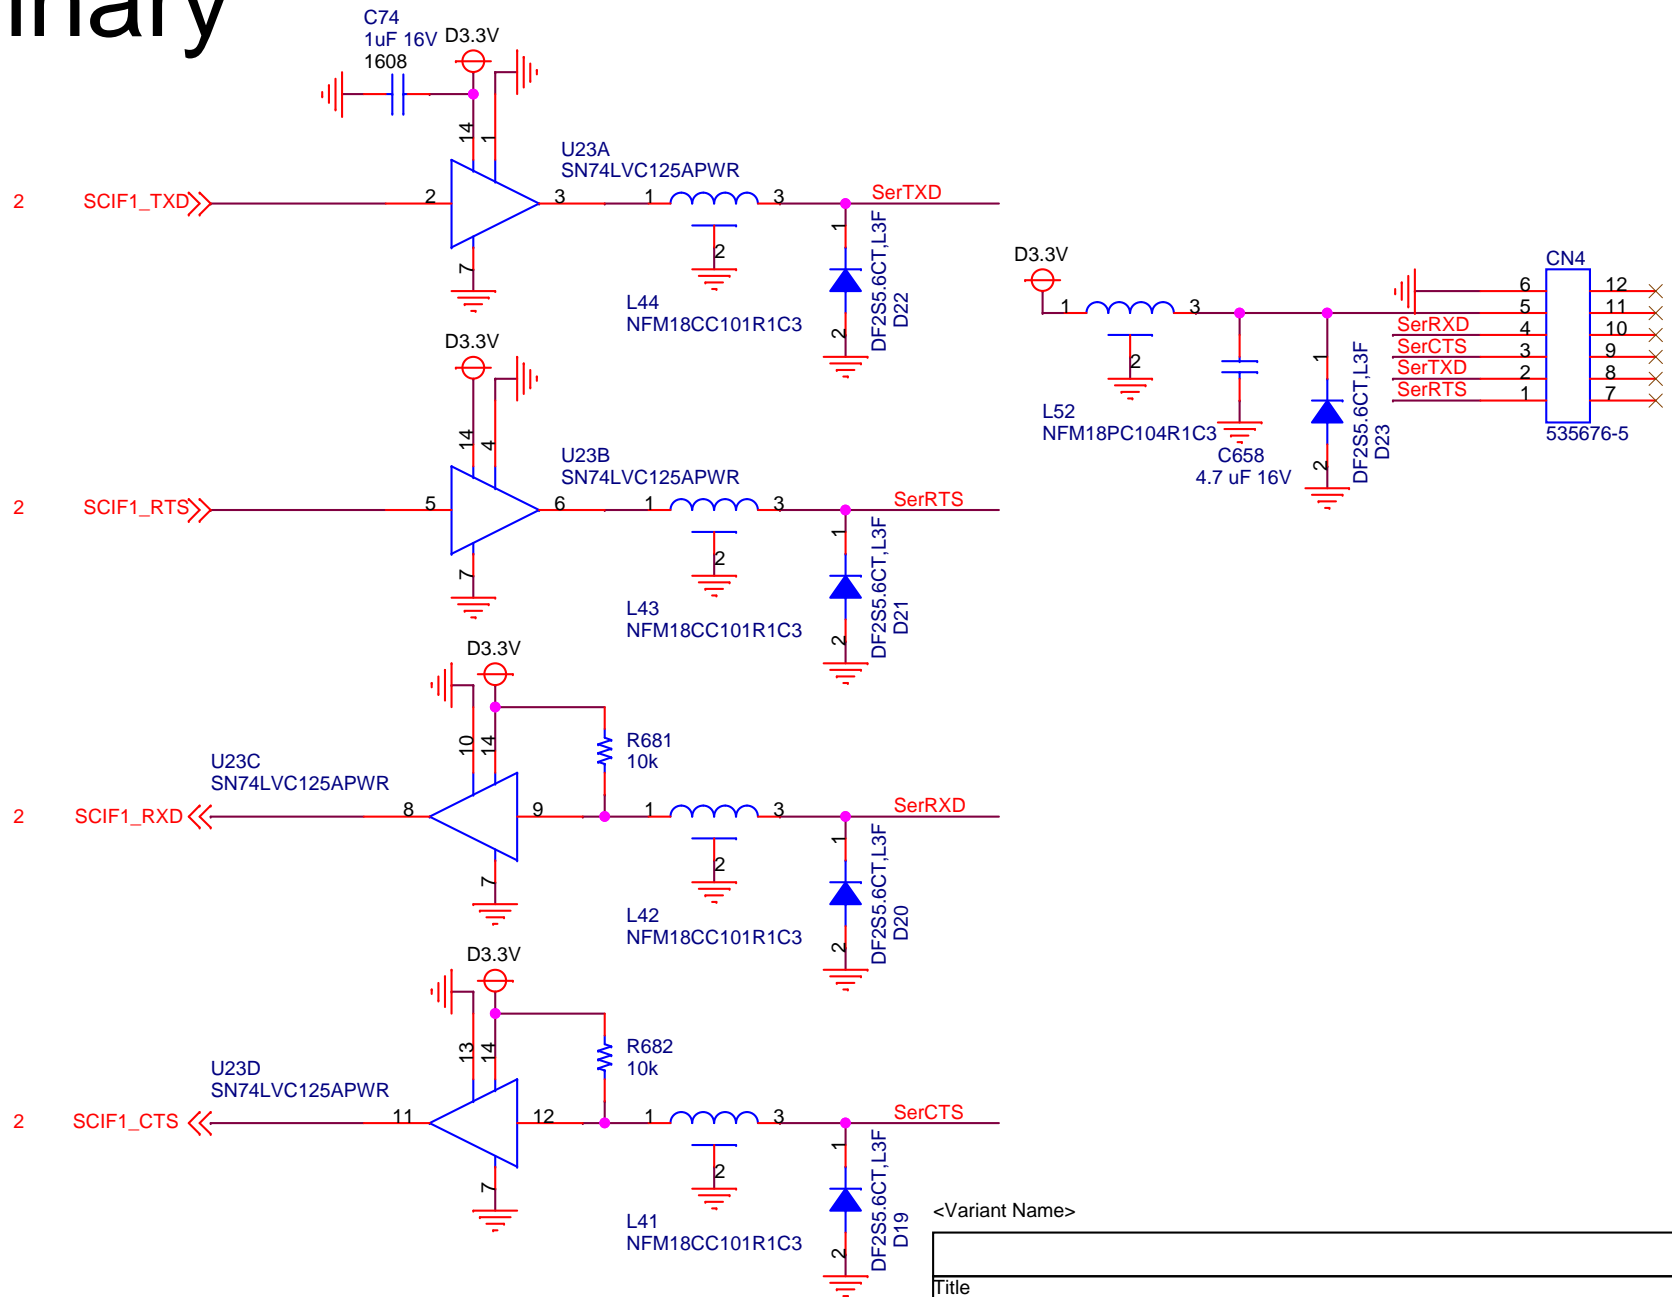 inary
C74
1uF 16V
1608
D3.3V
14
1
U23A
SN74LVC125APWR
2
SCIF1_TXD
2
3
1
3
SerTXD
7
2
1
2
DF2S5.6CT,L3F
D22
L44
NFM18CC101R1C3
D3.3V
1
3
2
L52
NFM18PC104R1C3
C658
4.7 uF 16V
1
2
DF2S5.6CT,L3F
D23
CN4
6
12
5
11
SerRXD
4
10
SerCTS
3
9
SerTXD
2
8
SerRTS
1
7
535676-5
D3.3V
14
4
U23B
SN74LVC125APWR
2
SCIF1_RTS
5
6
1
3
SerRTS
7
2
1
2
DF2S5.6CT,L3F
D21
L43
NFM18CC101R1C3
D3.3V
10
14
R681
10k
U23C
SN74LVC125APWR
2
SCIF1_RXD
8
9
1
3
SerRXD
7
2
1
2
DF2S5.6CT,L3F
D20
L42
NFM18CC101R1C3
D3.3V
13
14
R682
10k
U23D
SN74LVC125APWR
2
SCIF1_CTS
11
12
1
3
SerCTS
7
2
1
2
DF2S5.6CT,L3F
D19
L41
NFM18CC101R1C3
<Variant Name>
Title